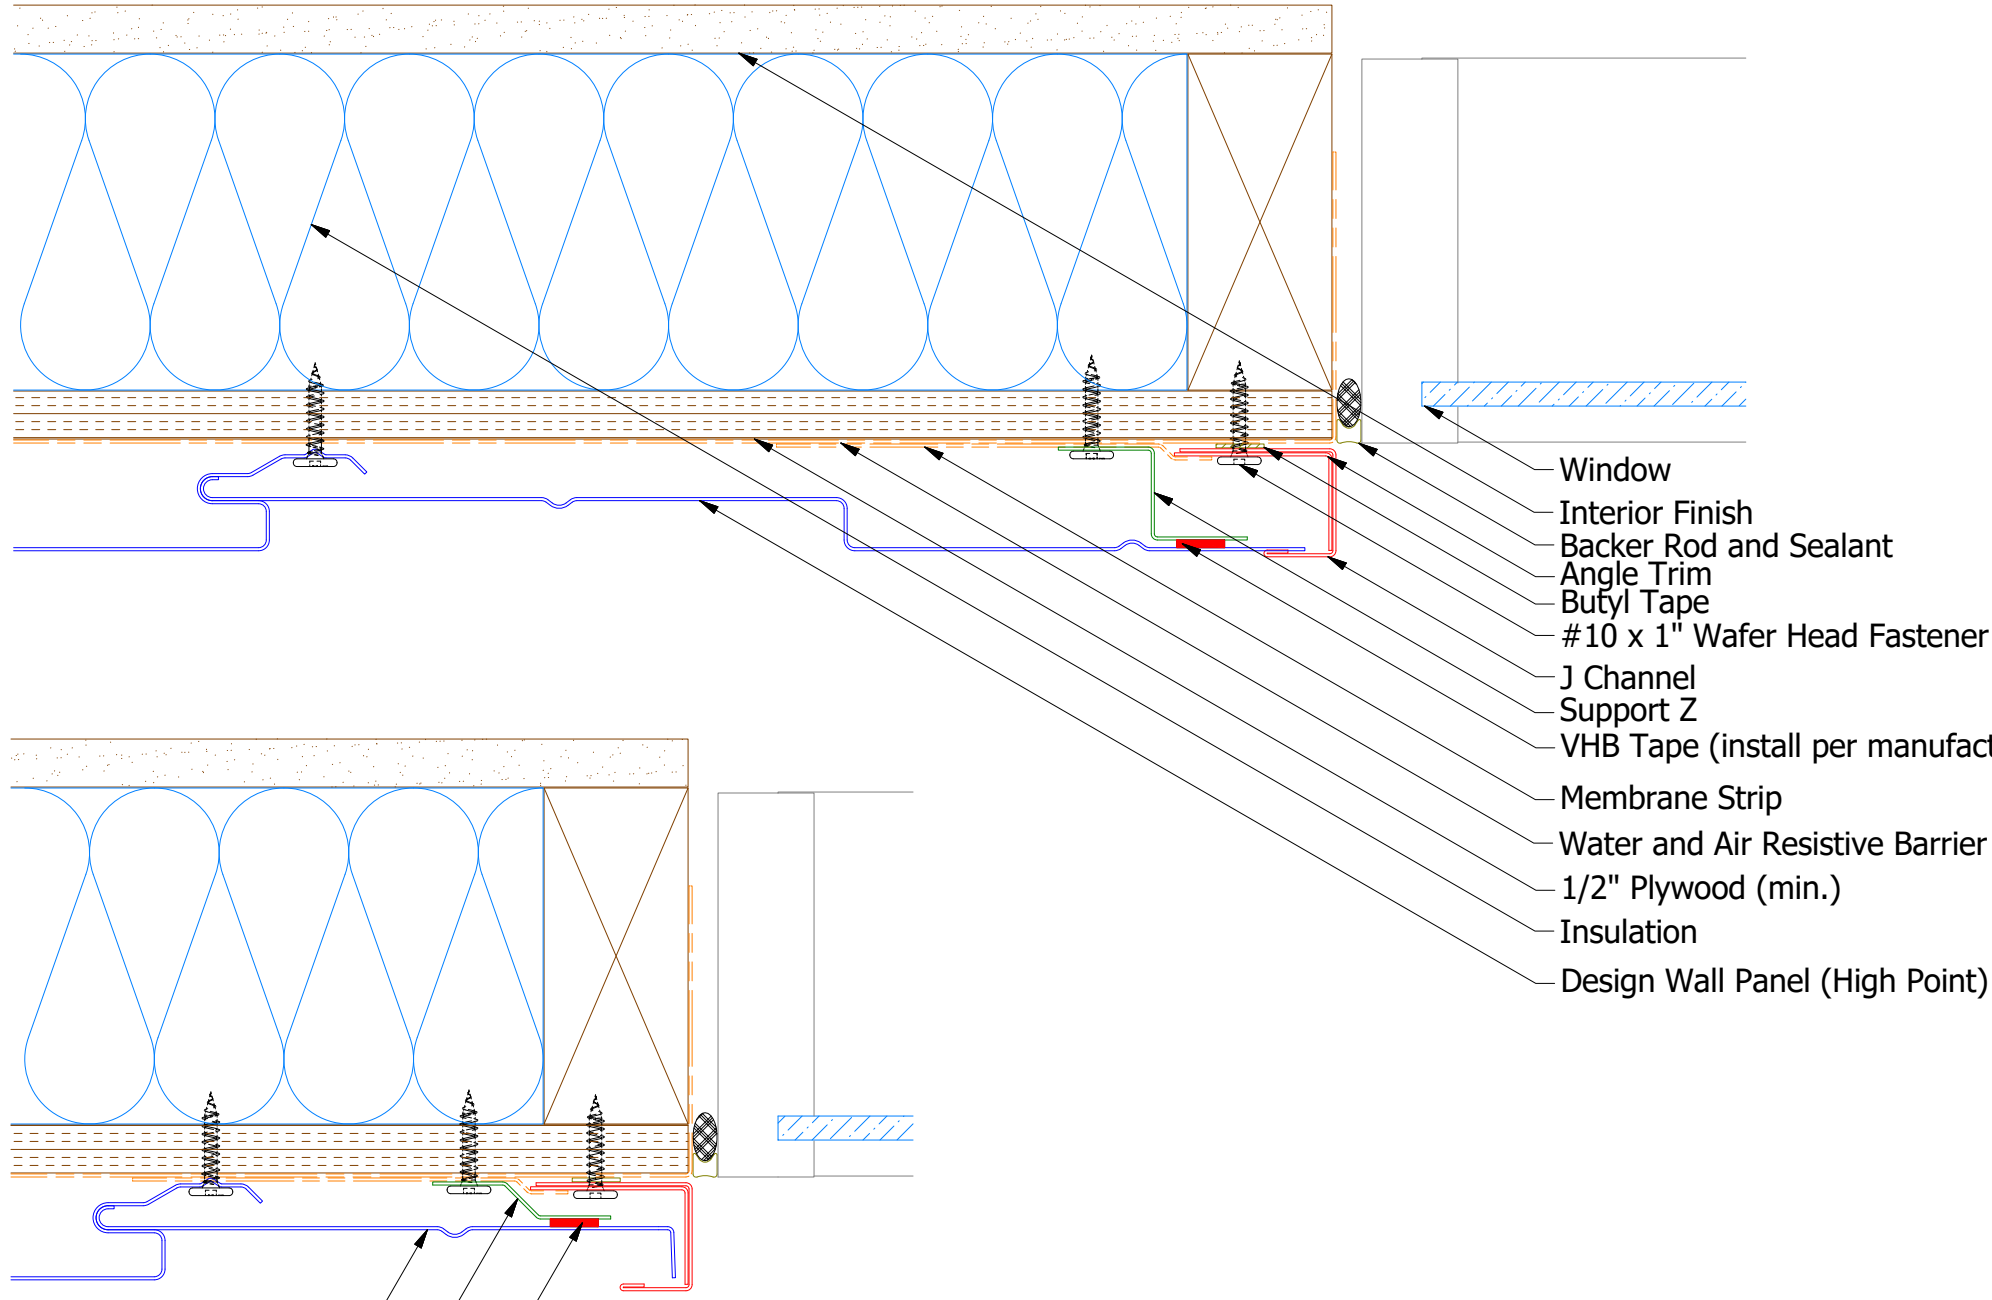 Window
Interior Finish
Backer Rod and Sealant
Angle Trim
Butyl Tape
#10 x 1" Wafer Head Fastener
J Channel
Support Z
VHB Tape (install per
Membrane Strip
Water and Air Resistive Barrier
1/2" Plywood (min.)
Insulation
Design Wall Panel (High Point)